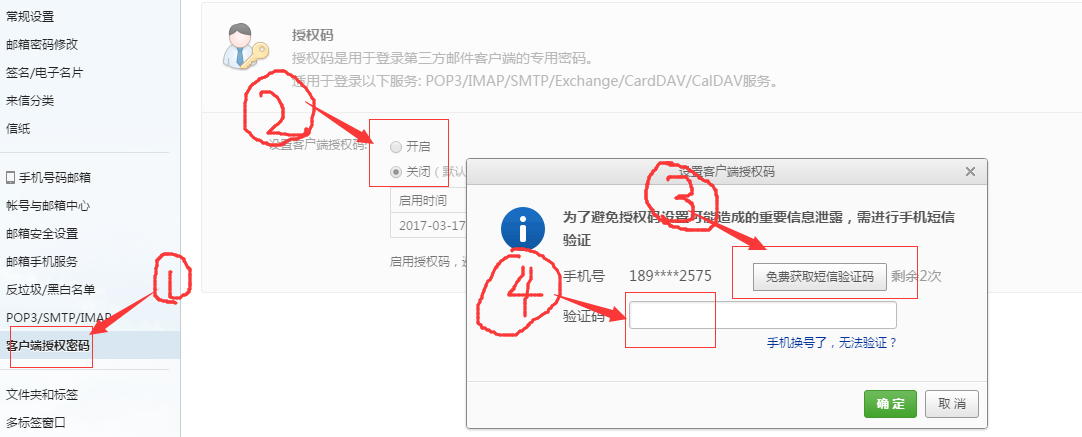 常规设置
邮箱密码修改
签名/电子名片
来信分类
信纸
手机号码邮箱
帐号与邮箱中心
邮箱安全设置
邮箱手机服务
反垃圾/黑白名单
POP3/SMTP/IMAP
客户端授权密码
文件夹和标签
多标签窗口
1
授权码
授权码是用于登录第三方邮件客户端的专用密码。
适用于登录以下服务: POP3/IMAP/SMTP/Exchange/CardDAV/CalDAV服务。
2
设置客户端授权码:
开启
关闭（默认
启用时间
2017-03-17
启用授权码，
设置客户端授权码
3
为了避免授权码设置可能造成的重要信息泄露，需进行手机短信
验证
手机号 189****2575 免费获取短信验证码 剩余2次
4
验证码
手机换号了，无法验证？
确 定 取 消